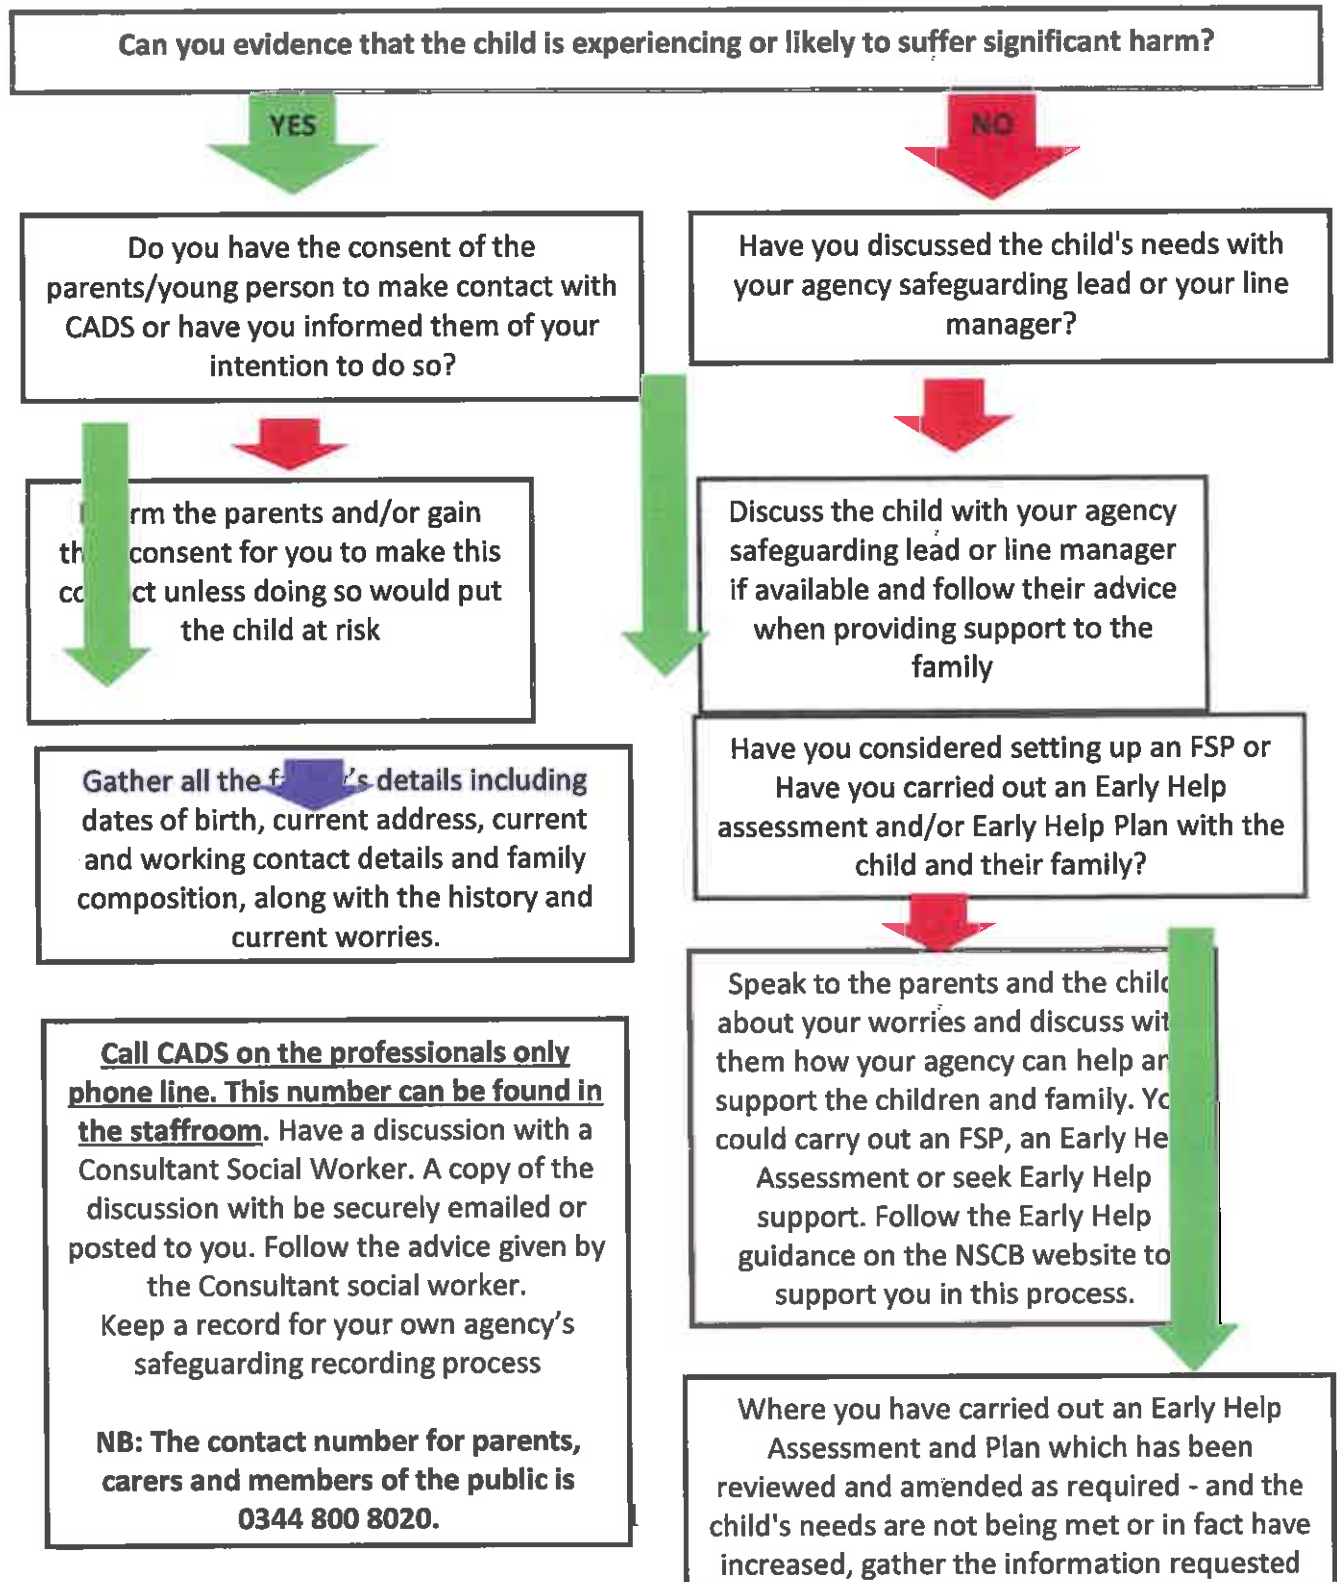 Can you evidence that the child is experiencing or likely to suffer significant harm?
YES
NO
Do you have the consent of the
parents/young person to make contact with
CADS or have you informed them of your
intention to do so?
Have you discussed the child's needs with
your agency safeguarding lead or your line
manager?
rm the parents and/or gain
th consent for you to make this
co ct unless doing so would put
the child at risk
Discuss the child with your agency
safeguarding lead or line manager
if available and follow their advice
when providing support to the
family
Gather all the f 's details including
dates of birth, current address, current
and working contact details and family
composition, along with the history and
current worries.
Have you considered setting up an FSP or
Have you carried out an Early Help
assessment and/or Early Help Plan with the
child and their family?
Call CADS on the professionals only
phone line. This number can be found in
the staffroom. Have a discussion with a
Consultant Social Worker. A copy of the
discussion with be securely emailed or
posted to you. Follow the advice given by
the Consultant social worker.
Keep a record for your own agency's
safeguarding recording process
NB: The contact number for parents,
carers and members of the public is
0344 800 8020.
Speak to the parents and the chil
about your worries and discuss wit
them how your agency can help an
support the children and family. Yo
could carry out an FSP, an Early He
Assessment or seek Early Help
support. Follow the Early Help
guidance on the NSCB website to
support you in this process.
Where you have carried out an Early Help
Assessment and Plan which has been
reviewed and amended as required - and the
child's needs are not being met or in fact have
increased, gather the information requested